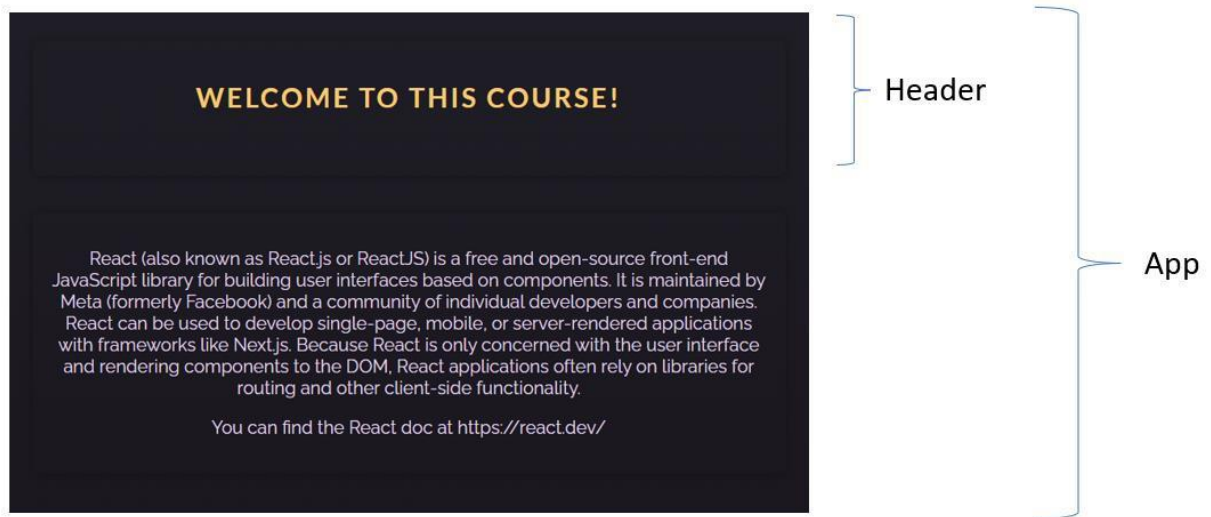 WELCOME TO THIS COURSE!
Header
React (also known as React.js or ReactJS) is a free and open-source front-end
JavaScript library for building user interfaces based on components. It is maintained by
Meta (formerly Facebook) and a community of individual developers and companies.
React can be used to develop single-page, mobile, or server-rendered applications
with frameworks like Next.js. Because React is only concerned with the user interface
and rendering components to the DOM, React applications often rely on libraries for
routing and other client-side functionality.
You can find the React doc at https://react.dev/
App